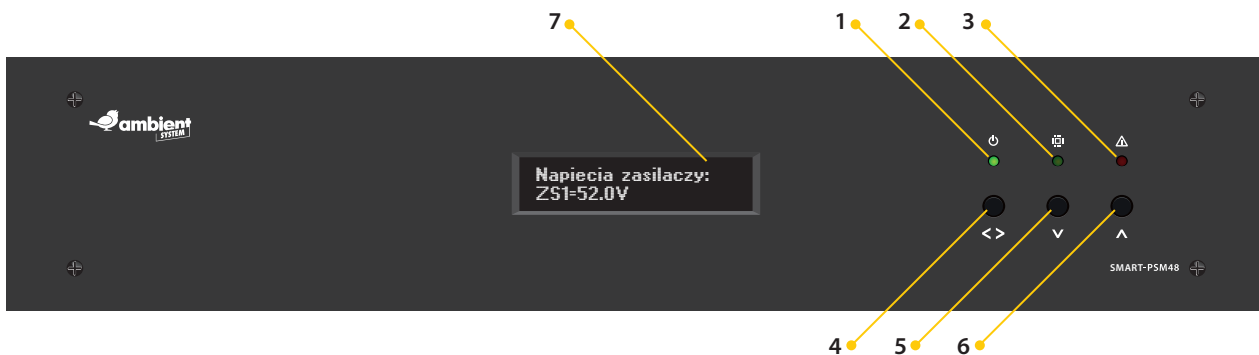 7
1
2
3
ambient
SYSTEM
Napiecia zasilaczy:
ZS1=52.0V
< >
∨
∧
SMART-PSM48
4
5
6